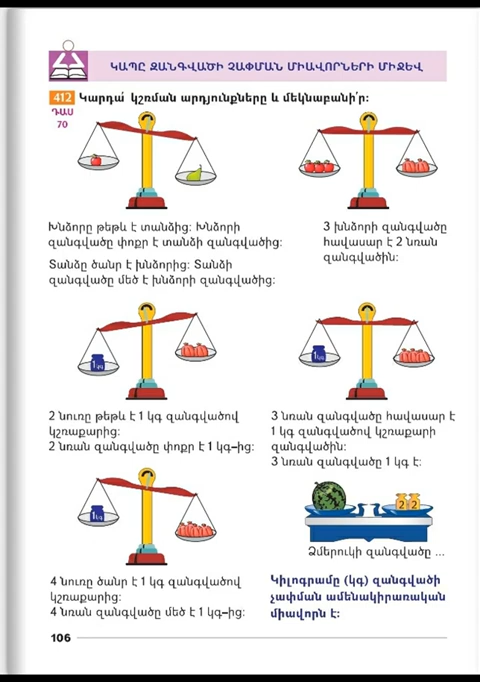 ԿԱՊԸ ԶԱՆԳՎԱԾԻ ՉԱՓՄԱՆ ՄԻԱՎՈՐՆԵՐԻ ՄԻՋԵՎ
412 Կարդա՛ կշռման արդյունքները և մեկնաբանի՛ր:
ԴԱՍ
70
Խնձորը թեթև է տանձից: Խնձորի
զանգվածը փոքր է տանձի զանգվածից:
Տանձը ծանր է խնձորից: Տանձի
զանգվածը մեծ է խնձորի զանգվածից:
3 խնձորի զանգվածը
հավասար է 2 նռան
զանգվածին:
1կգ
1կգ
2 նուռը թեթև է 1 կգ զանգվածով
կշռաքարից:
2 նռան զանգվածը փոքր է 1 կգ–ից:
3 նռան զանգվածը հավասար է
1 կգ զանգվածով կշռաքարի
զանգվածին:
3 նռան զանգվածը 1 կգ է:
1կգ
2 2
4 նուռը ծանր է 1 կգ զանգվածով
կշռաքարից:
4 նռան զանգվածը մեծ է 1 կգ–ից:
Ձմերուկի զանգվածը ...
Կիլոգրամը (կգ) զանգվածի
չափման ամենակիրառական
միավորն է:
106